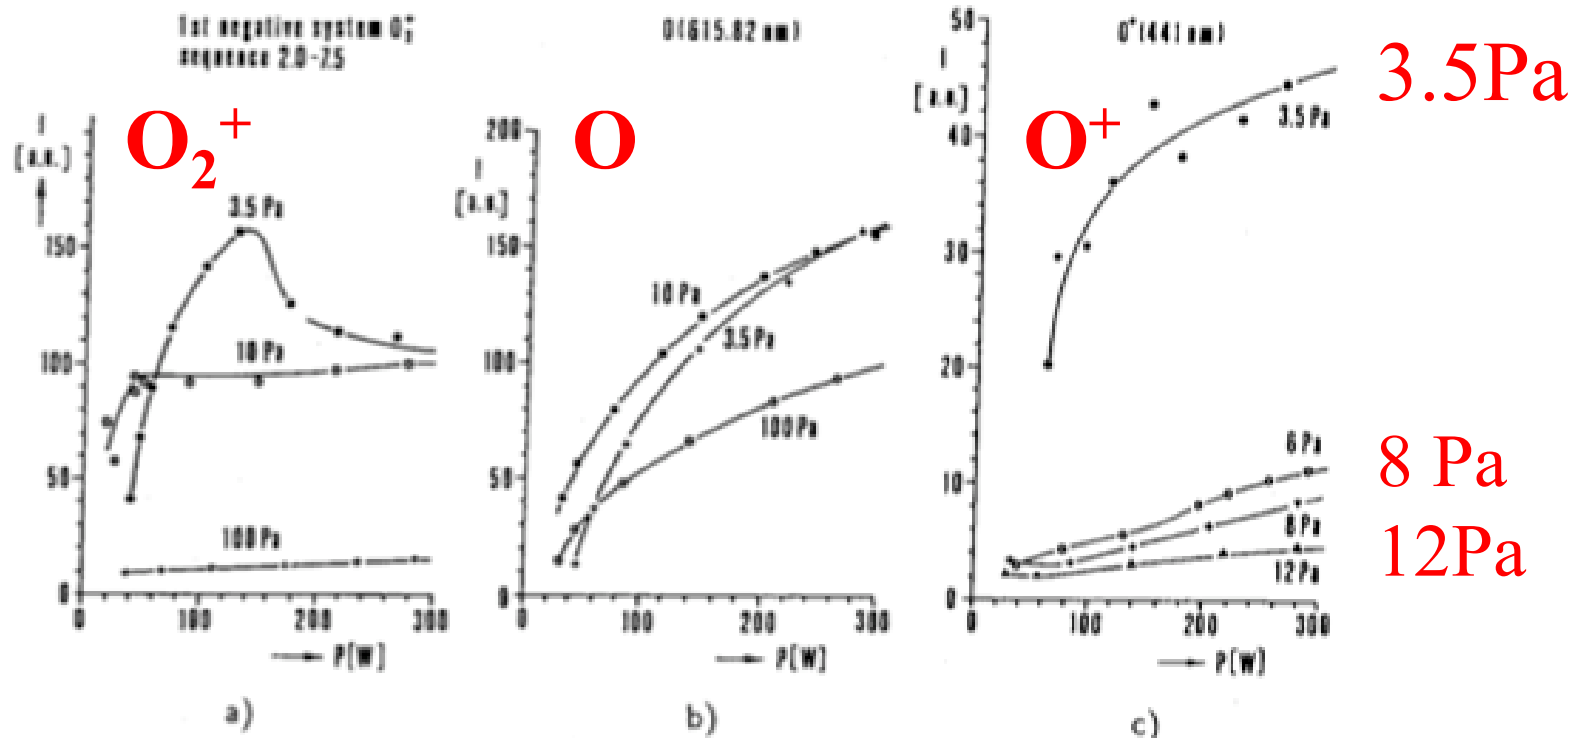 1st negative system O₂⁺
sequence 2.0-7.5
O₂⁺
I
[a.u.]
150
100
50
0
3.5 Pa
10 Pa
100 Pa
0 100 200 300
P[W]
a)
O(615.82 nm)
O
I
[a.u.]
200
150
100
50
0
10 Pa
3.5 Pa
100 Pa
0 100 200 300
P[W]
b)
O⁺(441 nm)
O⁺
I
[a.u.]
50
40
30
20
10
0
3.5 Pa
6 Pa
8 Pa
12 Pa
0 100 200 300
P[W]
c)
3.5Pa
8 Pa
12Pa